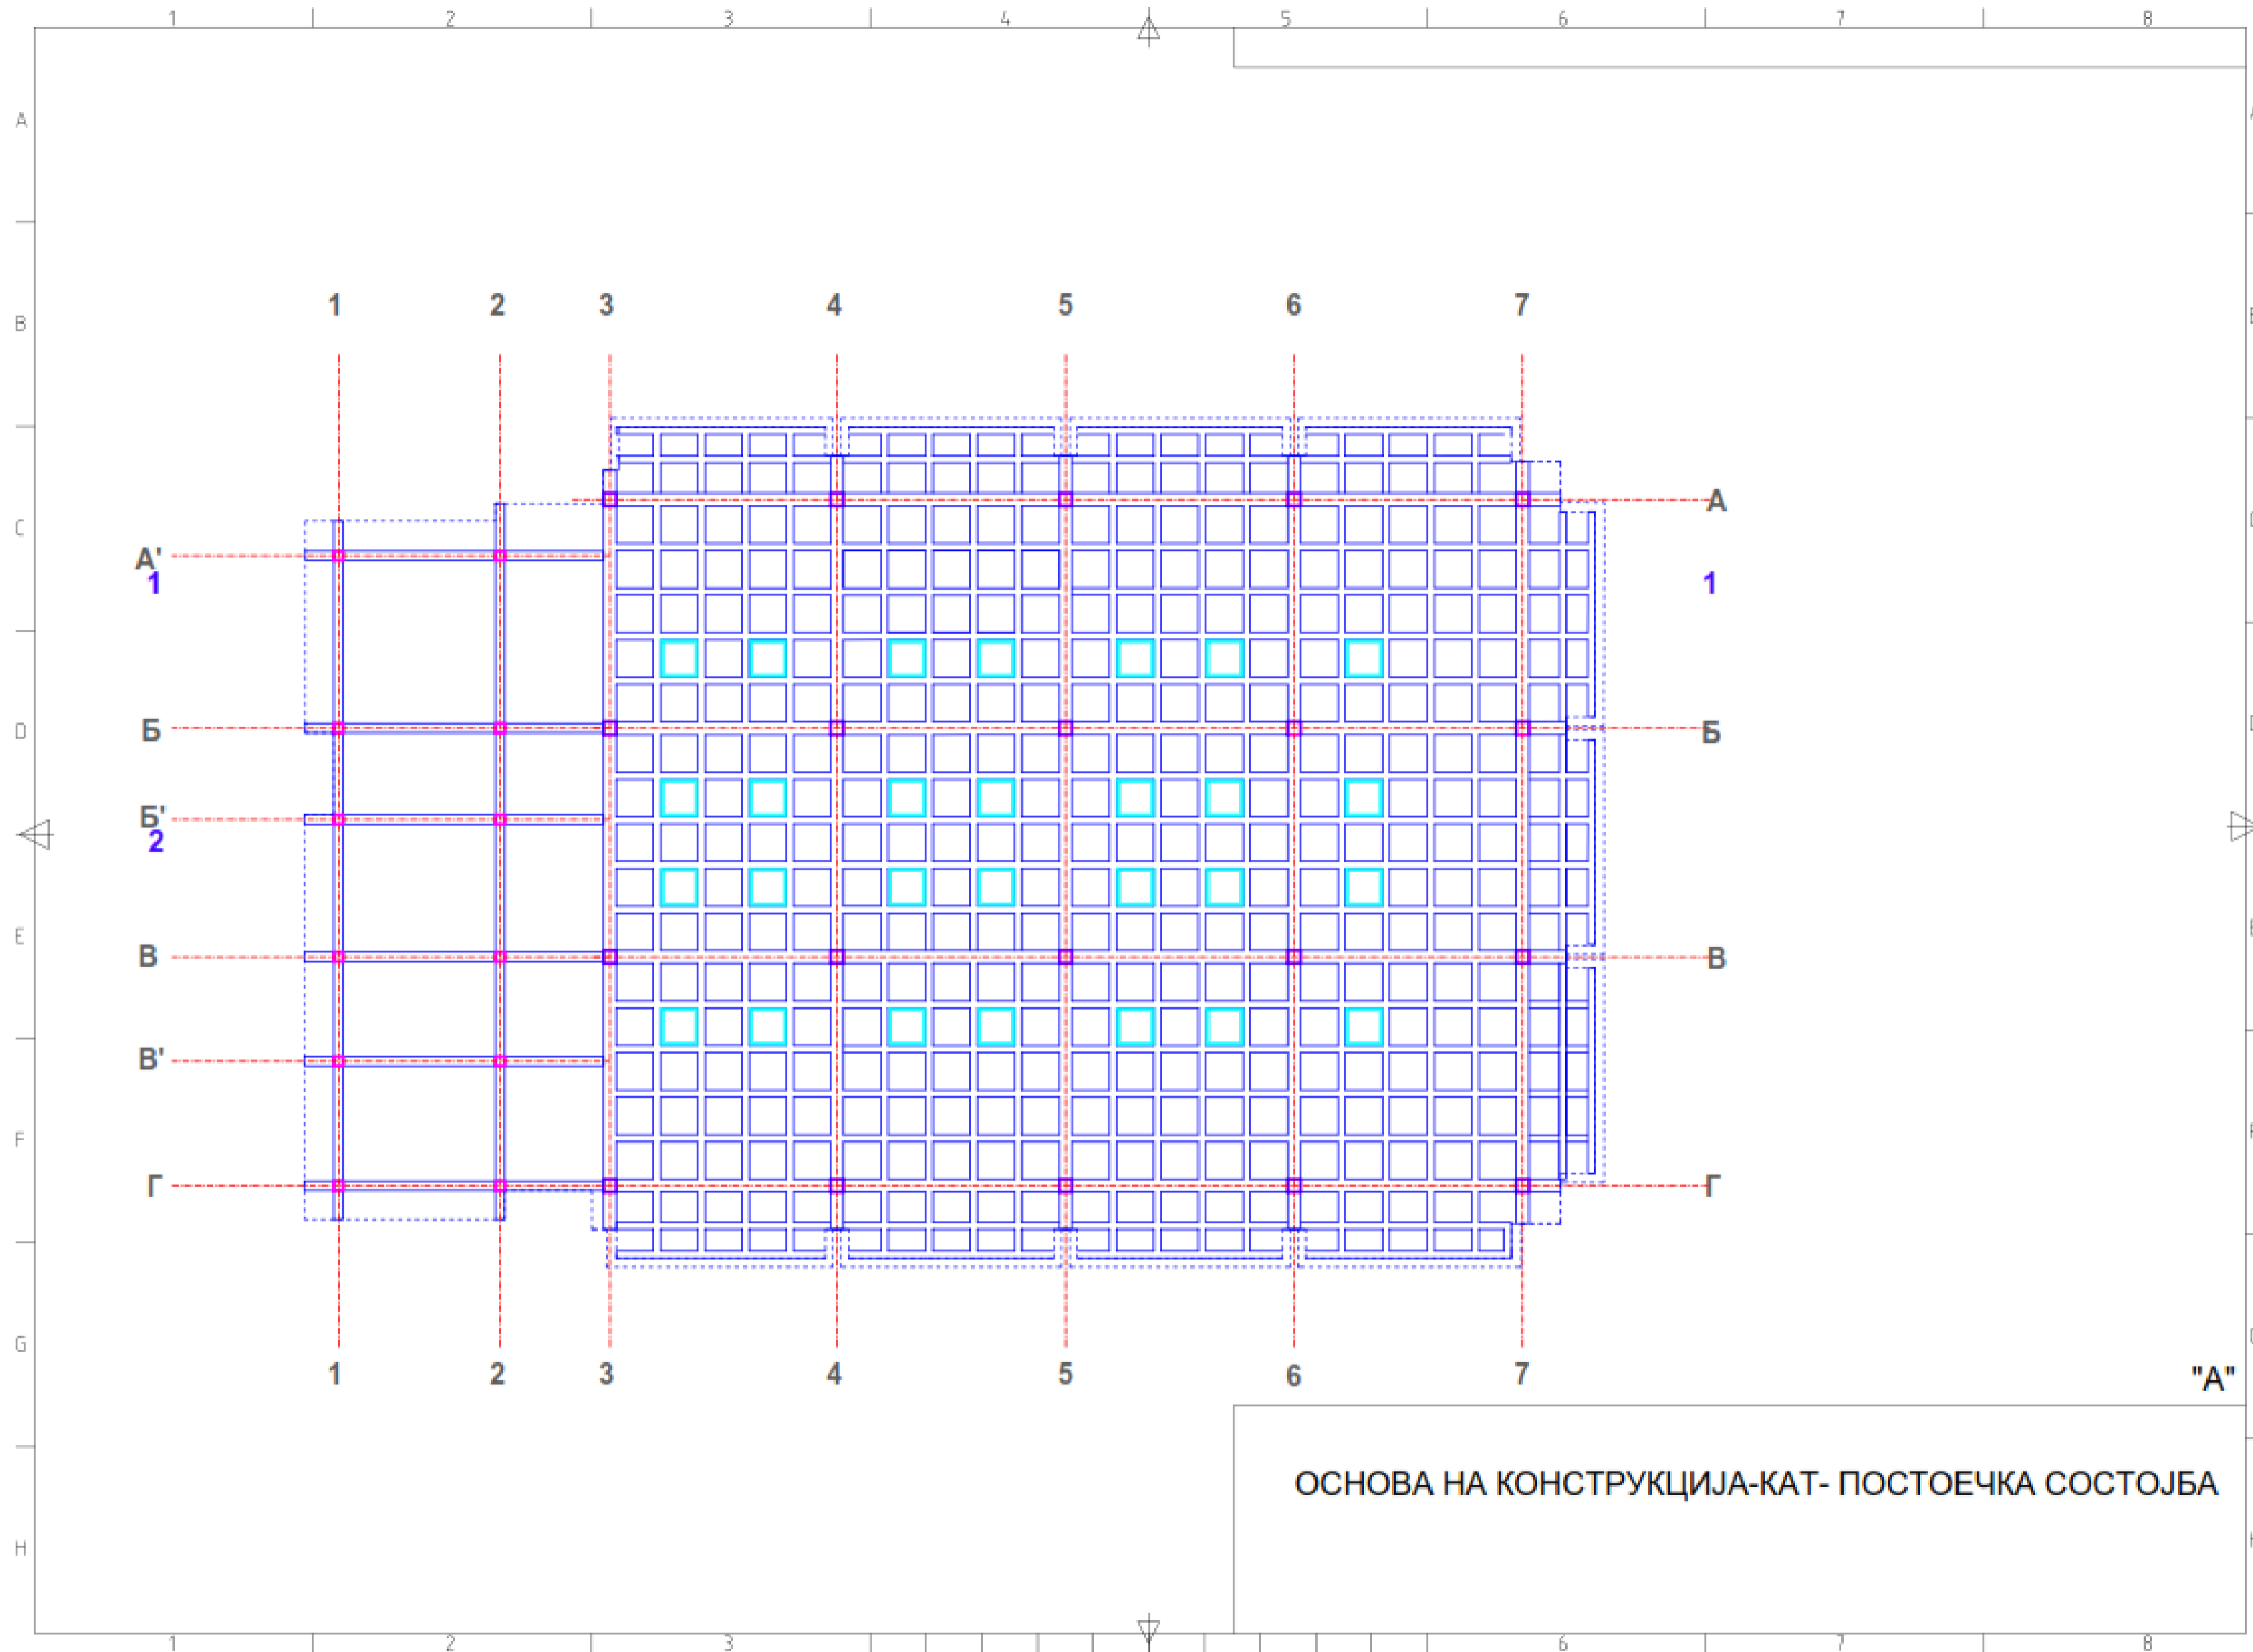 1 2 3 4 5 6 7 8
A
B
1 2 3 4 5 6 7
C
А А
А'
1 1
D
Б Б
Б'
2
E
В В
В'
F
Г Г
G
1 2 3 4 5 6 7
"А"
ОСНОВА НА КОНСТРУКЦИЈА-КАТ- ПОСТОЕЧКА СОСТОЈБА
H
1 2 3 6 7 8